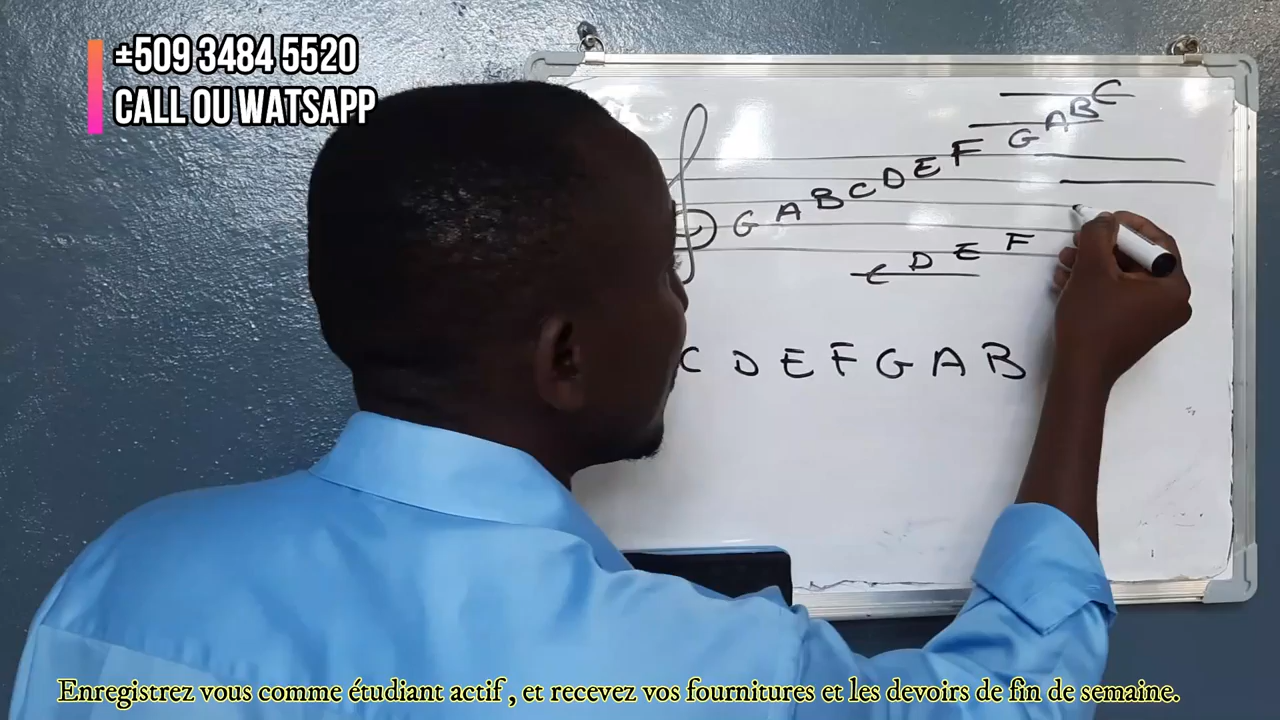 ±509 3484 5520
CALL OU WATSAPP
G A B C D E F G A B C
C D E F
C D E F G A B
Enregistrez vous comme étudiant actif , et recevez vos fournitures et les devoirs de fin de semaine.